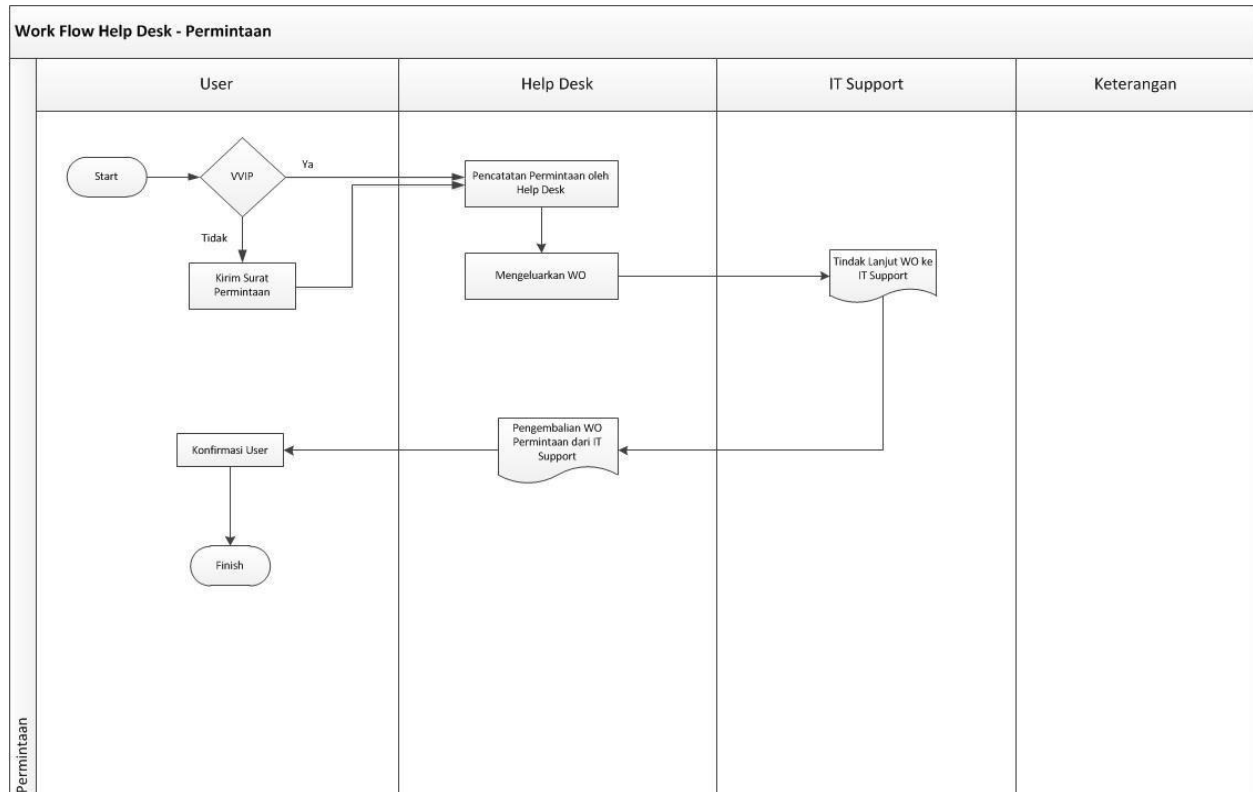 Work Flow Help Desk - Permintaan
User
Help Desk
IT Support
Keterangan
Start
VVIP
Ya
Pencatatan Permintaan oleh
Help Desk
Tidak
Kirim Surat
Permintaan
Mengeluarkan WO
Tindak Lanjut WO ke
IT Support
Konfirmasi User
Pengembalian WO
Permintaan dari IT
Support
Finish
Permintaan